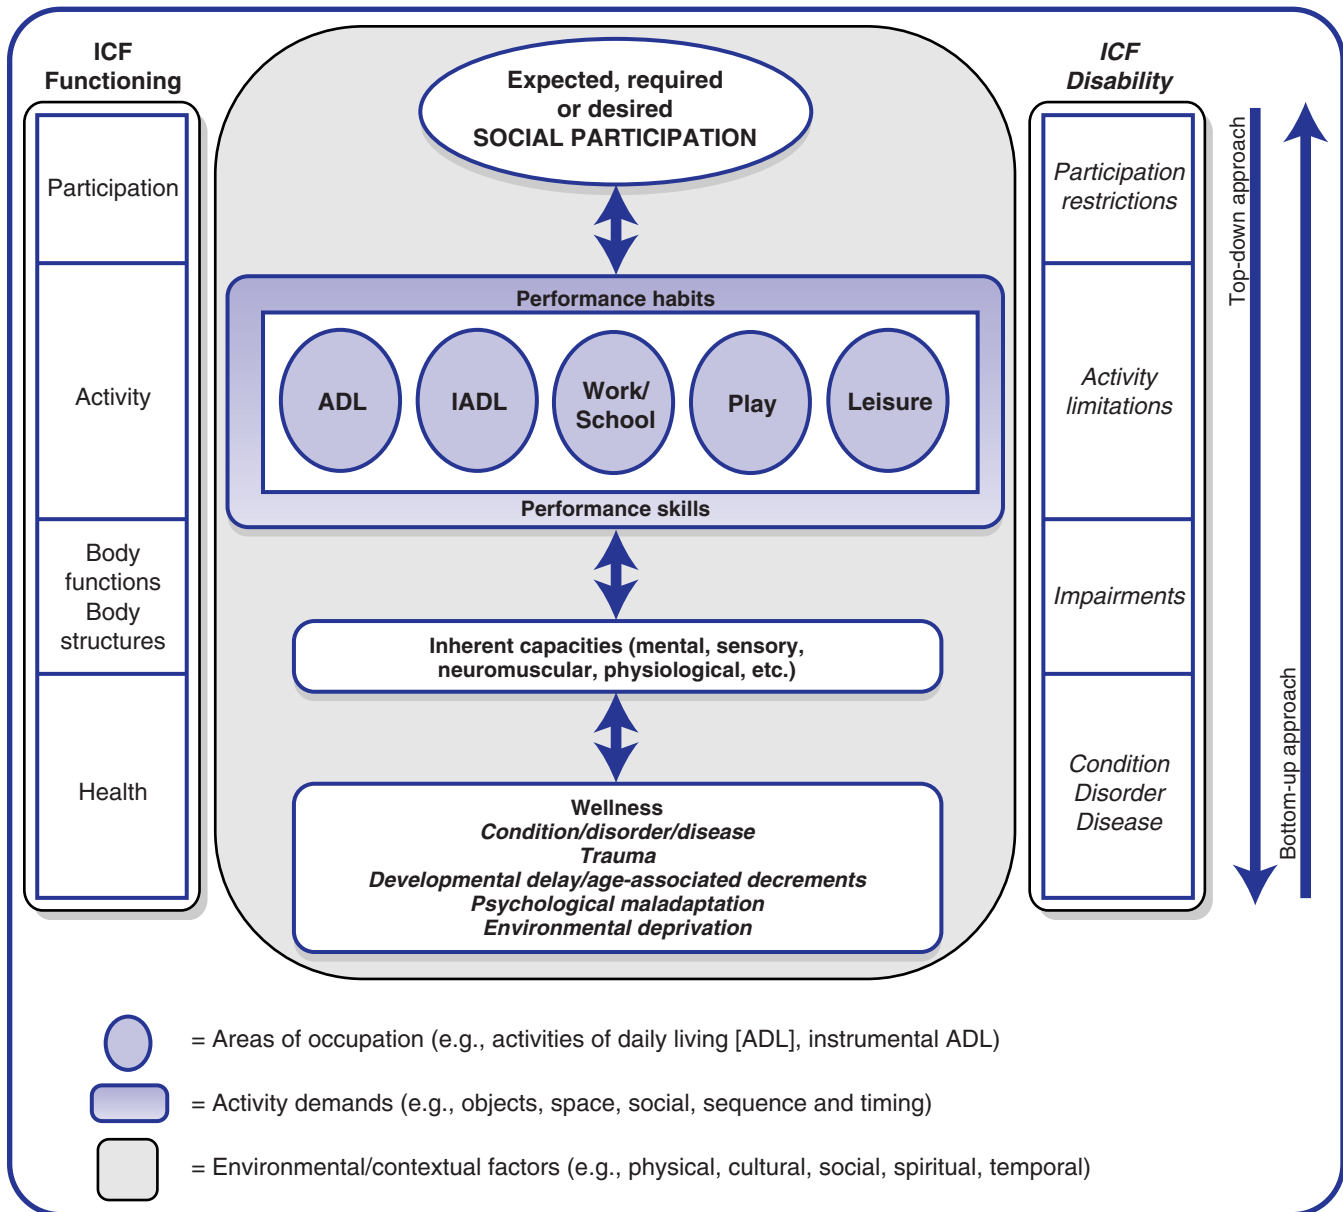 ICF
Functioning
Participation
Activity
Body
functions
Body
structures
Health
Expected, required
or desired
SOCIAL PARTICIPATION
Performance habits
ADL
IADL
Work/
School
Play
Leisure
Performance skills
Inherent capacities (mental, sensory,
neuromuscular, physiological, etc.)
Wellness
Condition/disorder/disease
Trauma
Developmental delay/age-associated decrements
Psychological maladaptation
Environmental deprivation
ICF
Disability
Participation
restrictions
Activity
limitations
Impairments
Condition
Disorder
Disease
Top-down approach
Bottom-up approach
= Areas of occupation (e.g., activities of daily living [ADL], instrumental ADL)
= Activity demands (e.g., objects, space, social, sequence and timing)
= Environmental/contextual factors (e.g., physical, cultural, social, spiritual, temporal)